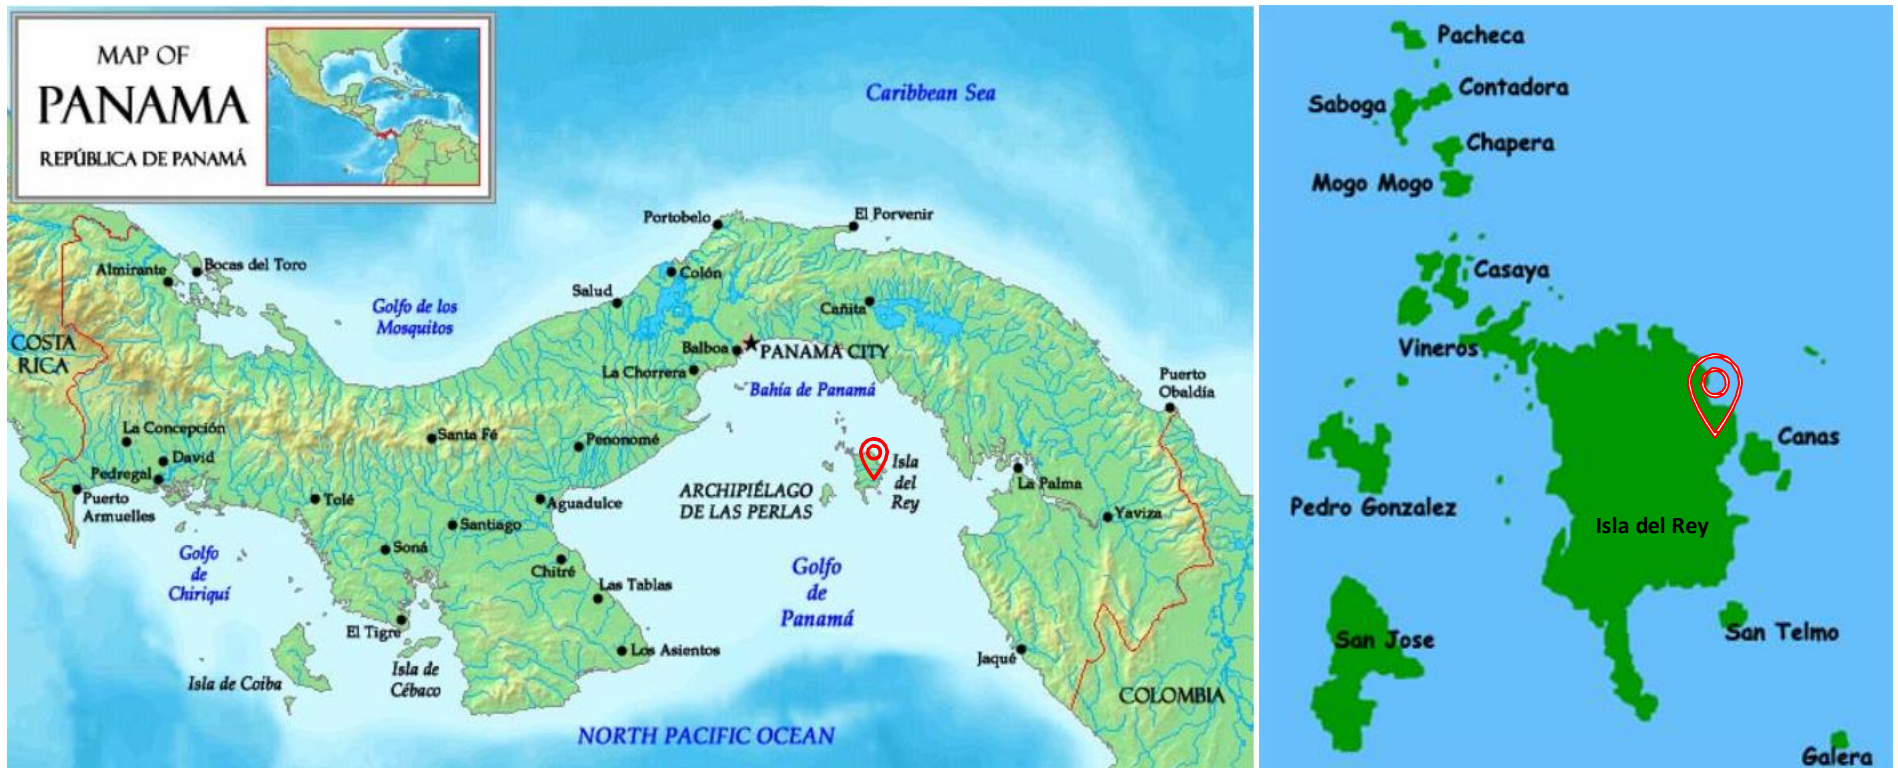 MAP OF
PANAMA
REPÚBLICA DE PANAMÁ
Caribbean Sea
Portobelo
El Porvenir
Almirante
Bocas del Toro
Colón
Salud
Golfo de los
Mosquitos
Cañita
COSTA
RICA
Balboa
PANAMA CITY
La Chorrera
Bahía de Panamá
Puerto
Obaldía
La Concepción
Santa Fé
Penonomé
David
Pedregal
Isla
del
Rey
Puerto
Armuelles
Tolé
Aguadulce
ARCHIPIÉLAGO
DE LAS PERLAS
La Palma
Santiago
Yaviza
Soná
Golfo
de
Chiriquí
Chitré
Golfo
de
Panamá
Las Tablas
El Tigre
Los Asientos
Jaqué
Isla de Coiba
Isla de
Cébaco
COLOMBIA
NORTH PACIFIC OCEAN
Pacheca
Contadora
Saboga
Chapera
Mogo Mogo
Casaya
Vineros
Canas
Pedro Gonzalez
Isla del Rey
San Jose
San Telmo
Galera